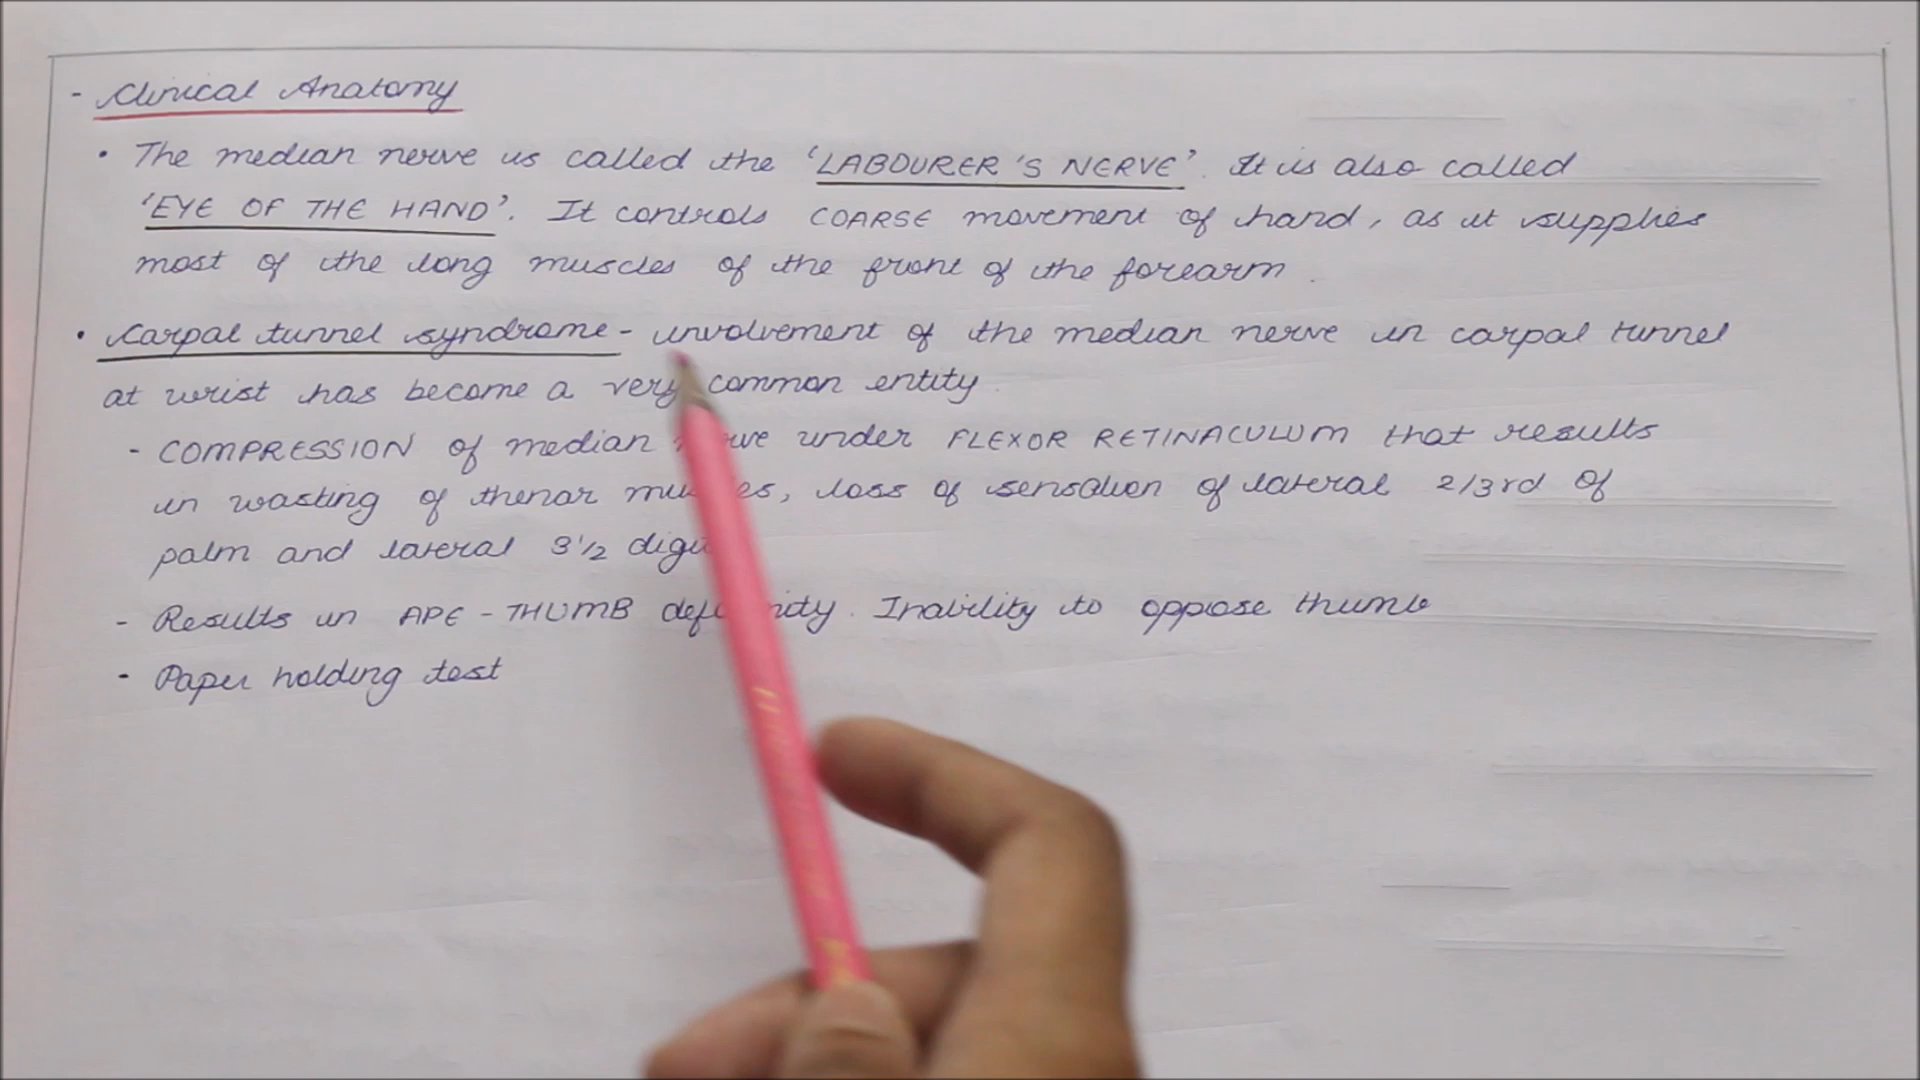 - Clinical Anatomy
• The median nerve is called the 'LABOURER'S NERVE'. It is also called
'EYE OF THE HAND'. It controls COARSE movement of hand, as it supplies
most of the long muscles of the front of the forearm.
• Carpal tunnel syndrome - involvement of the median nerve in carpal tunnel
at wrist has become a very common entity.
- COMPRESSION of median under FLEXOR RETINACULUM that results
in wasting of thenar, loss of sensation of lateral 2/3rd of
palm and lateral 3 1/2
- Results in APE - THUMB. Inability to oppose thumb
- Paper holding test